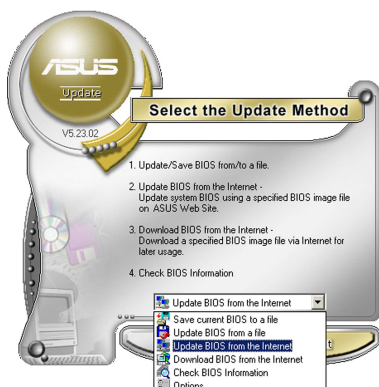 ASUS
Update
V5.23.02
Select the Update Method
1. Update/Save BIOS from/to a file.
2. Update BIOS from the Internet -
Update system BIOS using a specified BIOS image file
on ASUS Web Site.
3. Download BIOS from the Internet.
Download a specified BIOS image file via Internet for
later usage.
4. Check BIOS Information
Update BIOS from the Internet
Save current BIOS to a file
Update BIOS from a file
Update BIOS from the Internet
Download BIOS from the Internet
Check BIOS Information
Options